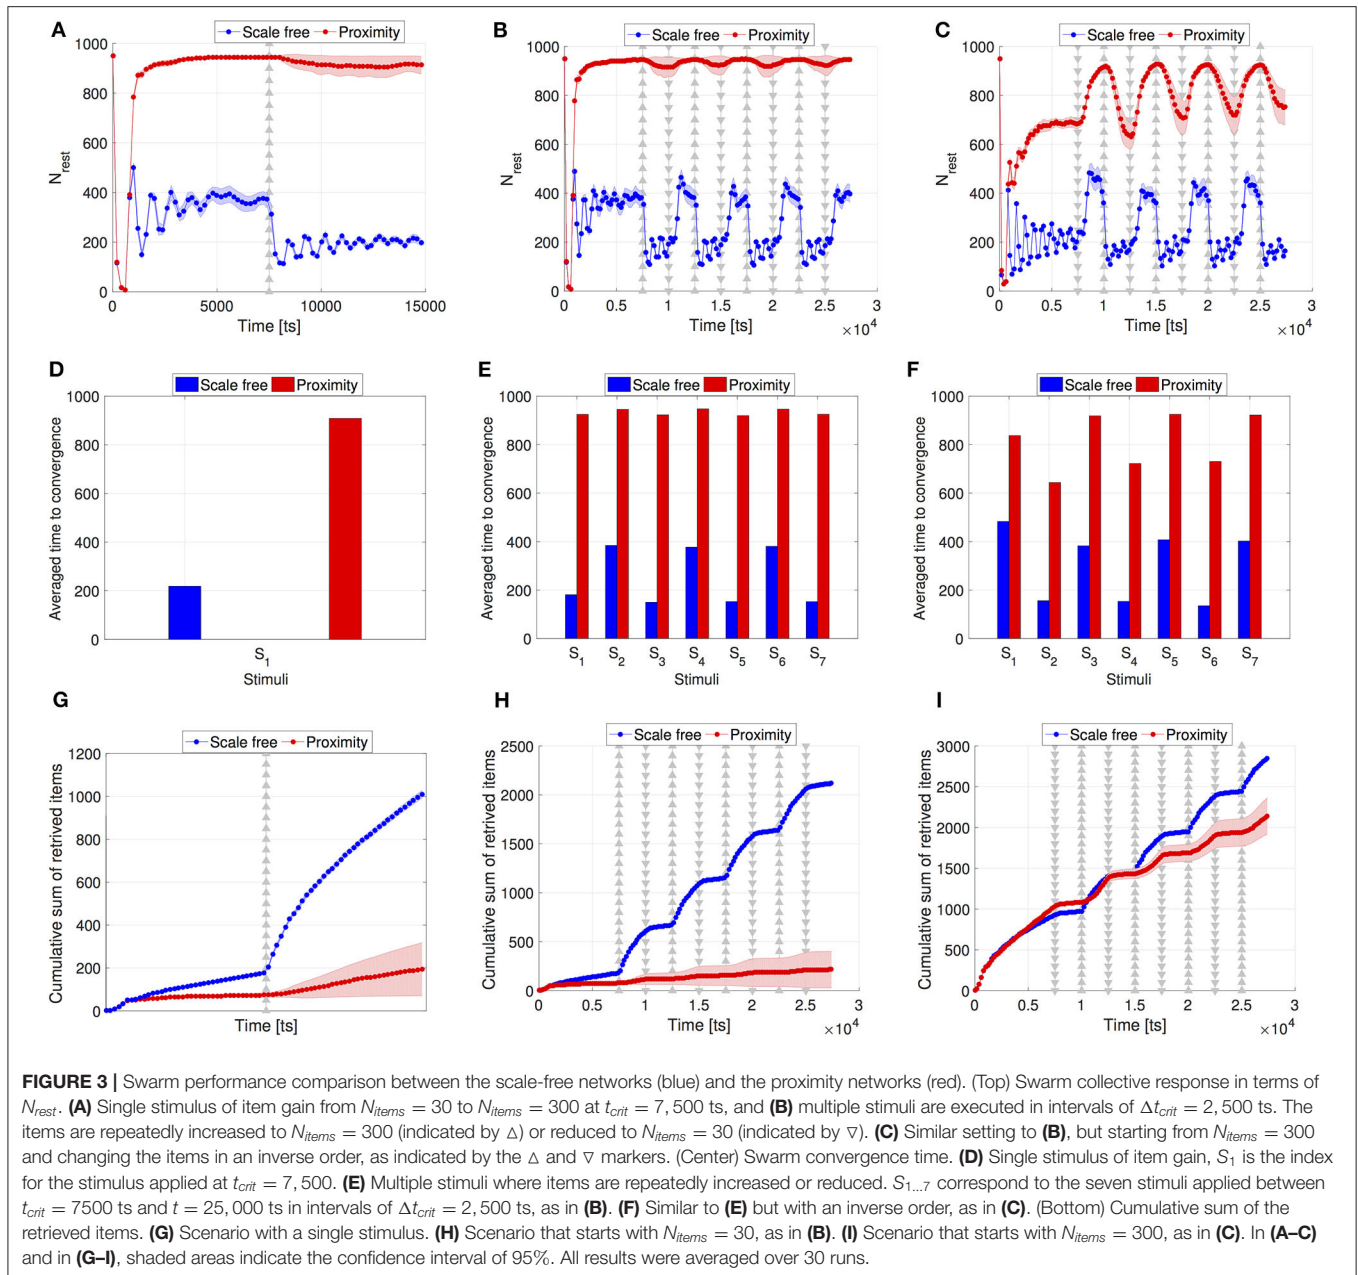 A
Scale free
Proximity
1000
800
600
400
200
0
N_rest
0
5000
10000
15000
Time [ts]
B
Scale free
Proximity
1000
800
600
400
200
0
N_rest
0
0.5
1
1.5
2
2.5
3
Time [ts]
×10^4
C
Scale free
Proximity
1000
800
600
400
200
0
N_rest
0
0.5
1
1.5
2
2.5
3
Time [ts]
×10^4
D
Scale free
Proximity
1000
800
600
400
200
0
Averaged time to convergence
S_1
Stimuli
E
Scale free
Proximity
1000
800
600
400
200
0
Averaged time to convergence
S_1 S_2 S_3 S_4 S_5 S_6 S_7
Stimuli
F
Scale free
Proximity
1000
800
600
400
200
0
Averaged time to convergence
S_1 S_2 S_3 S_4 S_5 S_6 S_7
Stimuli
G
Scale free
Proximity
1200
1000
800
600
400
200
0
Cumulative sum of retrived items
Time [ts]
H
Scale free
Proximity
2500
2000
1500
1000
500
0
Cumulative sum of retrived items
0
0.5
1
1.5
2
2.5
3
Time [ts]
×10^4
I
Scale free
Proximity
3000
2500
2000
1500
1000
500
0
Cumulative sum of retrived items
0
0.5
1
1.5
2
2.5
3
Time [ts]
×10^4
FIGURE 3 | Swarm performance comparison between the scale-free networks (blue) and the proximity networks (red). (Top) Swarm collective response in terms of
N_rest. (A) Single stimulus of item gain from N_items = 30 to N_items = 300 at t_crit = 7, 500 ts, and (B) multiple stimuli are executed in intervals of Δt_crit = 2, 500 ts. The
items are repeatedly increased to N_items = 300 (indicated by △) or reduced to N_items = 30 (indicated by ▽). (C) Similar setting to (B), but starting from N_items = 300
and changing the items in an inverse order, as indicated by the △ and ▽ markers. (Center) Swarm convergence time. (D) Single stimulus of item gain, S_1 is the index
for the stimulus applied at t_crit = 7, 500. (E) Multiple stimuli where items are repeatedly increased or reduced. S_1...7 correspond to the seven stimuli applied between
t_crit = 7500 ts and t = 25, 000 ts in intervals of Δt_crit = 2, 500 ts, as in (B). (F) Similar to (E) but with an inverse order, as in (C). (Bottom) Cumulative sum of the
retrieved items. (G) Scenario with a single stimulus. (H) Scenario that starts with N_items = 30, as in (B). (I) Scenario that starts with N_items = 300, as in (C). In (A–C)
and in (G–I), shaded areas indicate the confidence interval of 95%. All results were averaged over 30 runs.